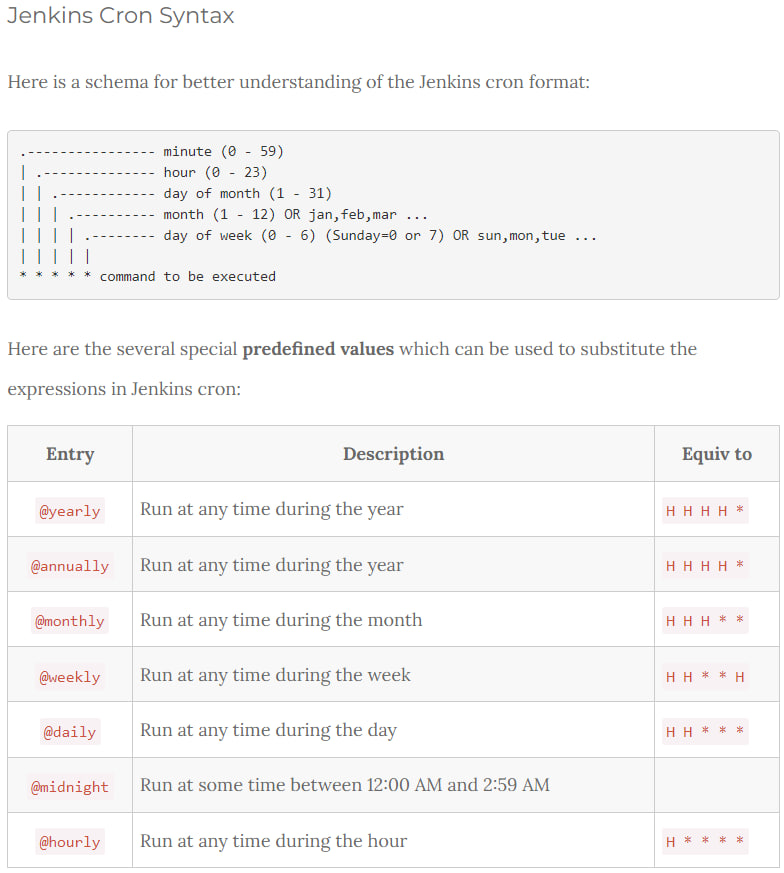 Jenkins Cron Syntax
Here is a schema for better understanding of the Jenkins cron format:
.---------------- minute (0 - 59)
| .-------------- hour (0 - 23)
| | .------------ day of month (1 - 31)
| | | .---------- month (1 - 12) OR jan,feb,mar ...
| | | | .-------- day of week (0 - 6) (Sunday=0 or 7) OR sun,mon,tue ...
| | | | |
* * * * * command to be executed
Here are the several special predefined values which can be used to substitute the
expressions in Jenkins cron:
Entry Description Equiv to
@yearly Run at any time during the year H H H H *
@annually Run at any time during the year H H H H *
@monthly Run at any time during the month H H H * *
@weekly Run at any time during the week H H * * H
@daily Run at any time during the day H H * * *
@midnight Run at some time between 12:00 AM and 2:59 AM
@hourly Run at any time during the hour H * * * *